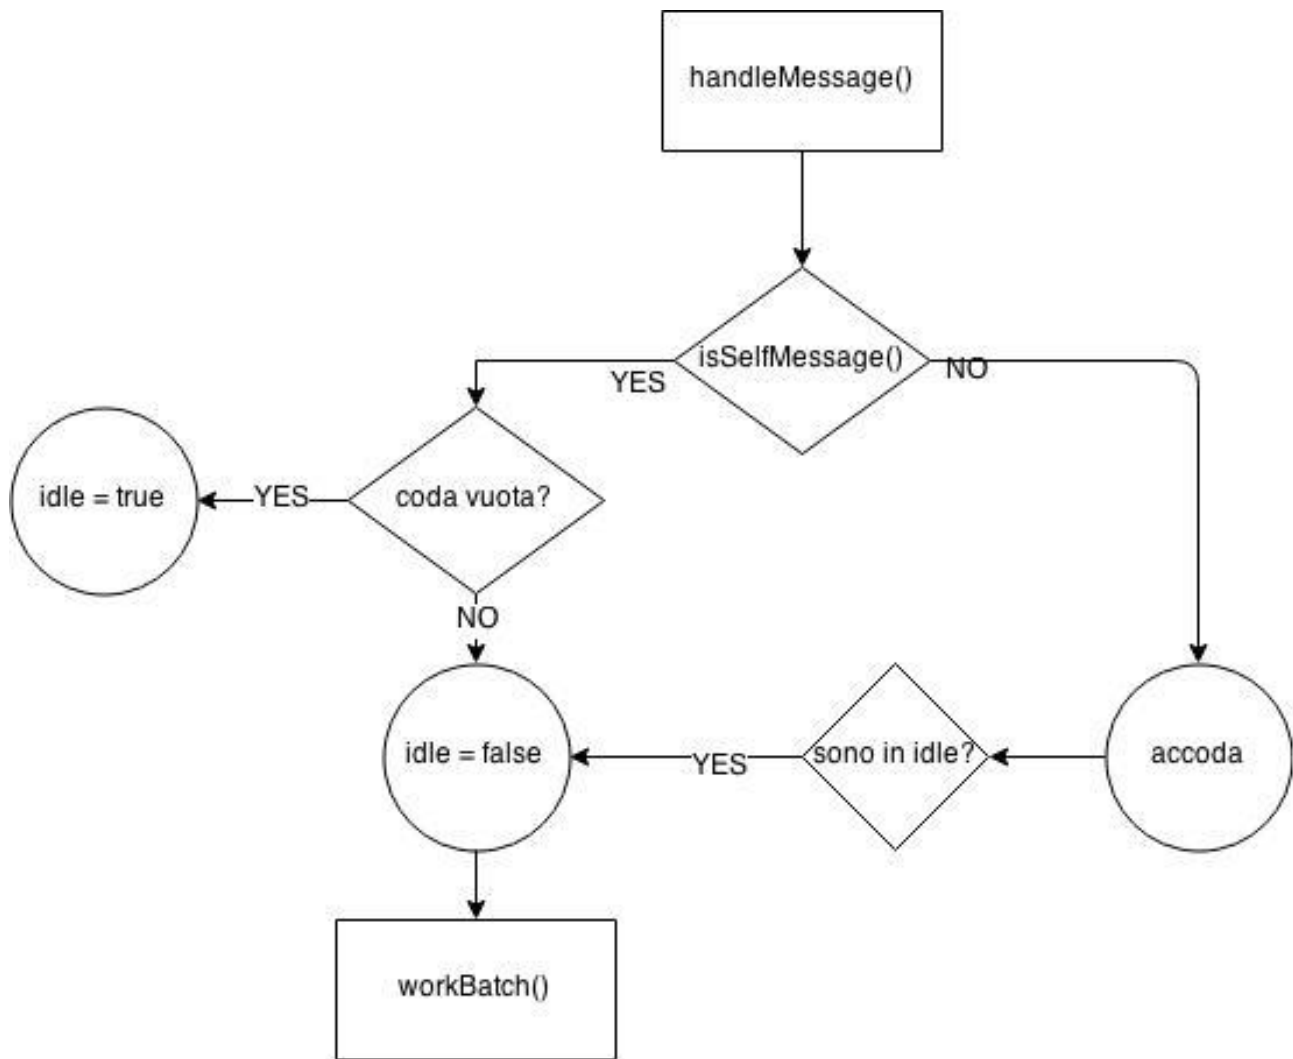 handleMessage()
isSelfMessage()
YES
NO
coda vuota?
YES
idle = true
NO
idle = false
YES
sono in idle?
accoda
workBatch()